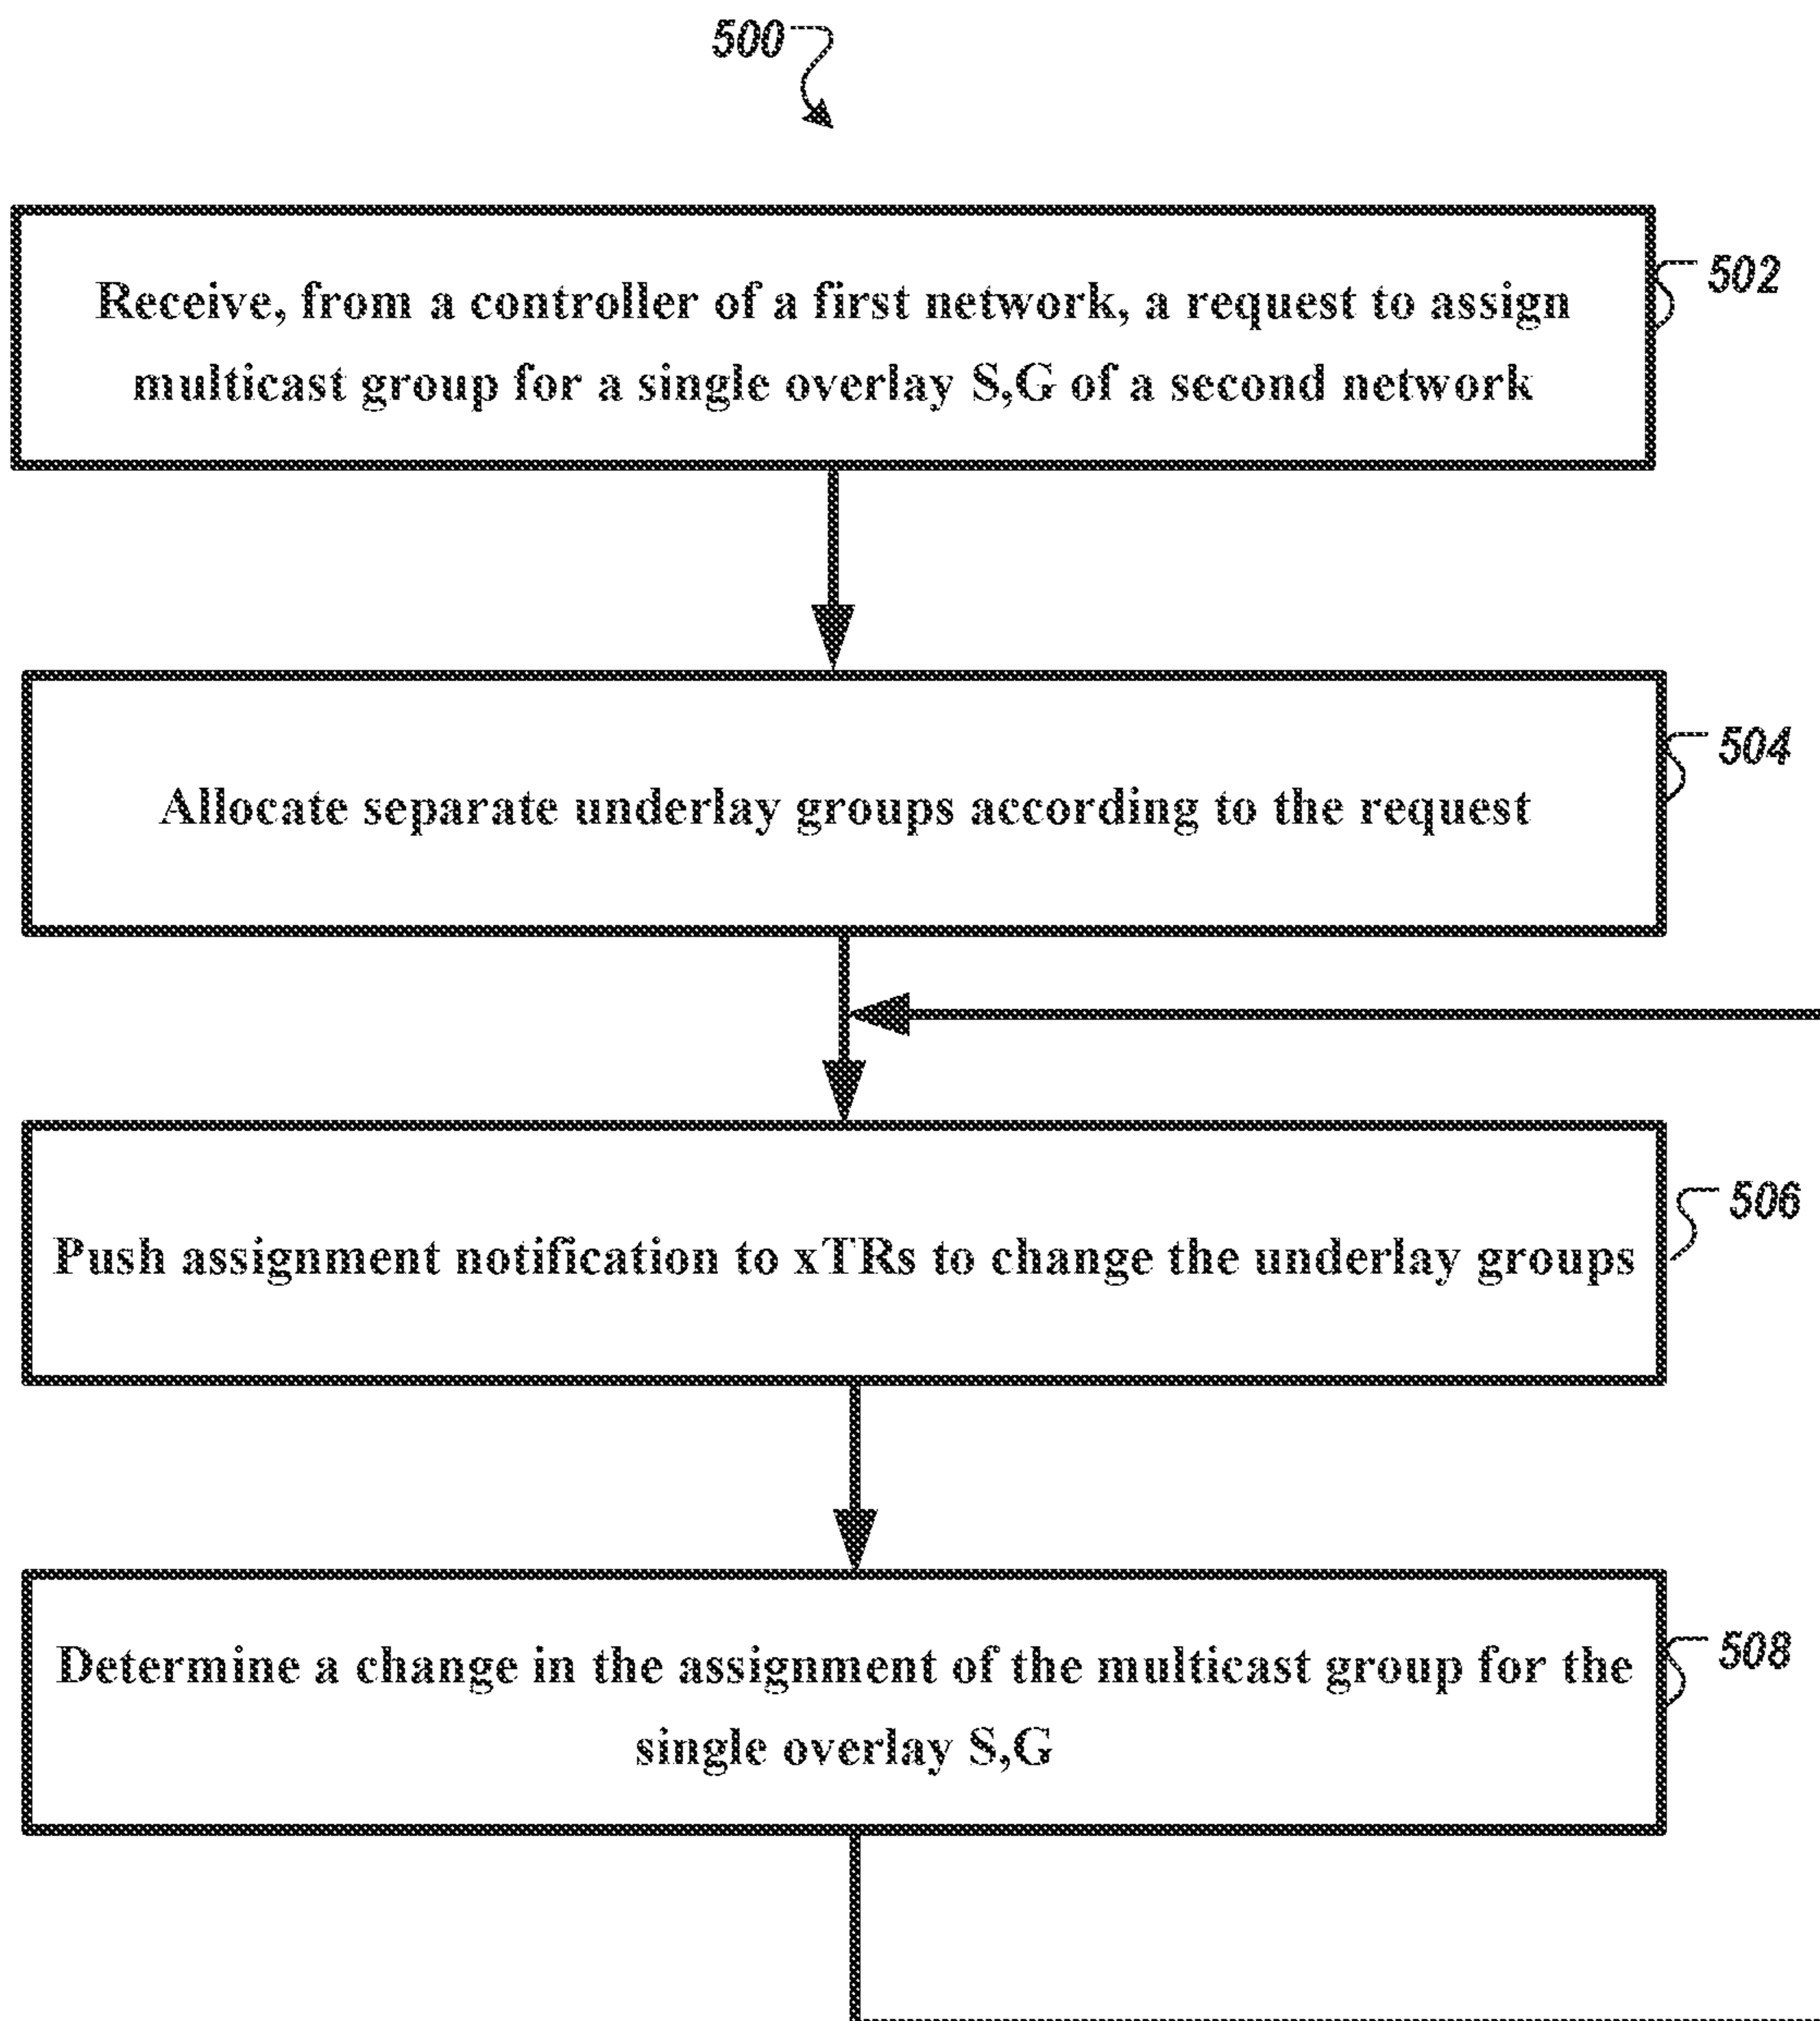 500
Receive, from a controller of a first network, a request to assign
multicast group for a single overlay S,G of a second network
502
Allocate separate underlay groups according to the request
504
Push assignment notification to xTRs to change the underlay groups
506
Determine a change in the assignment of the multicast group for the
single overlay S,G
508